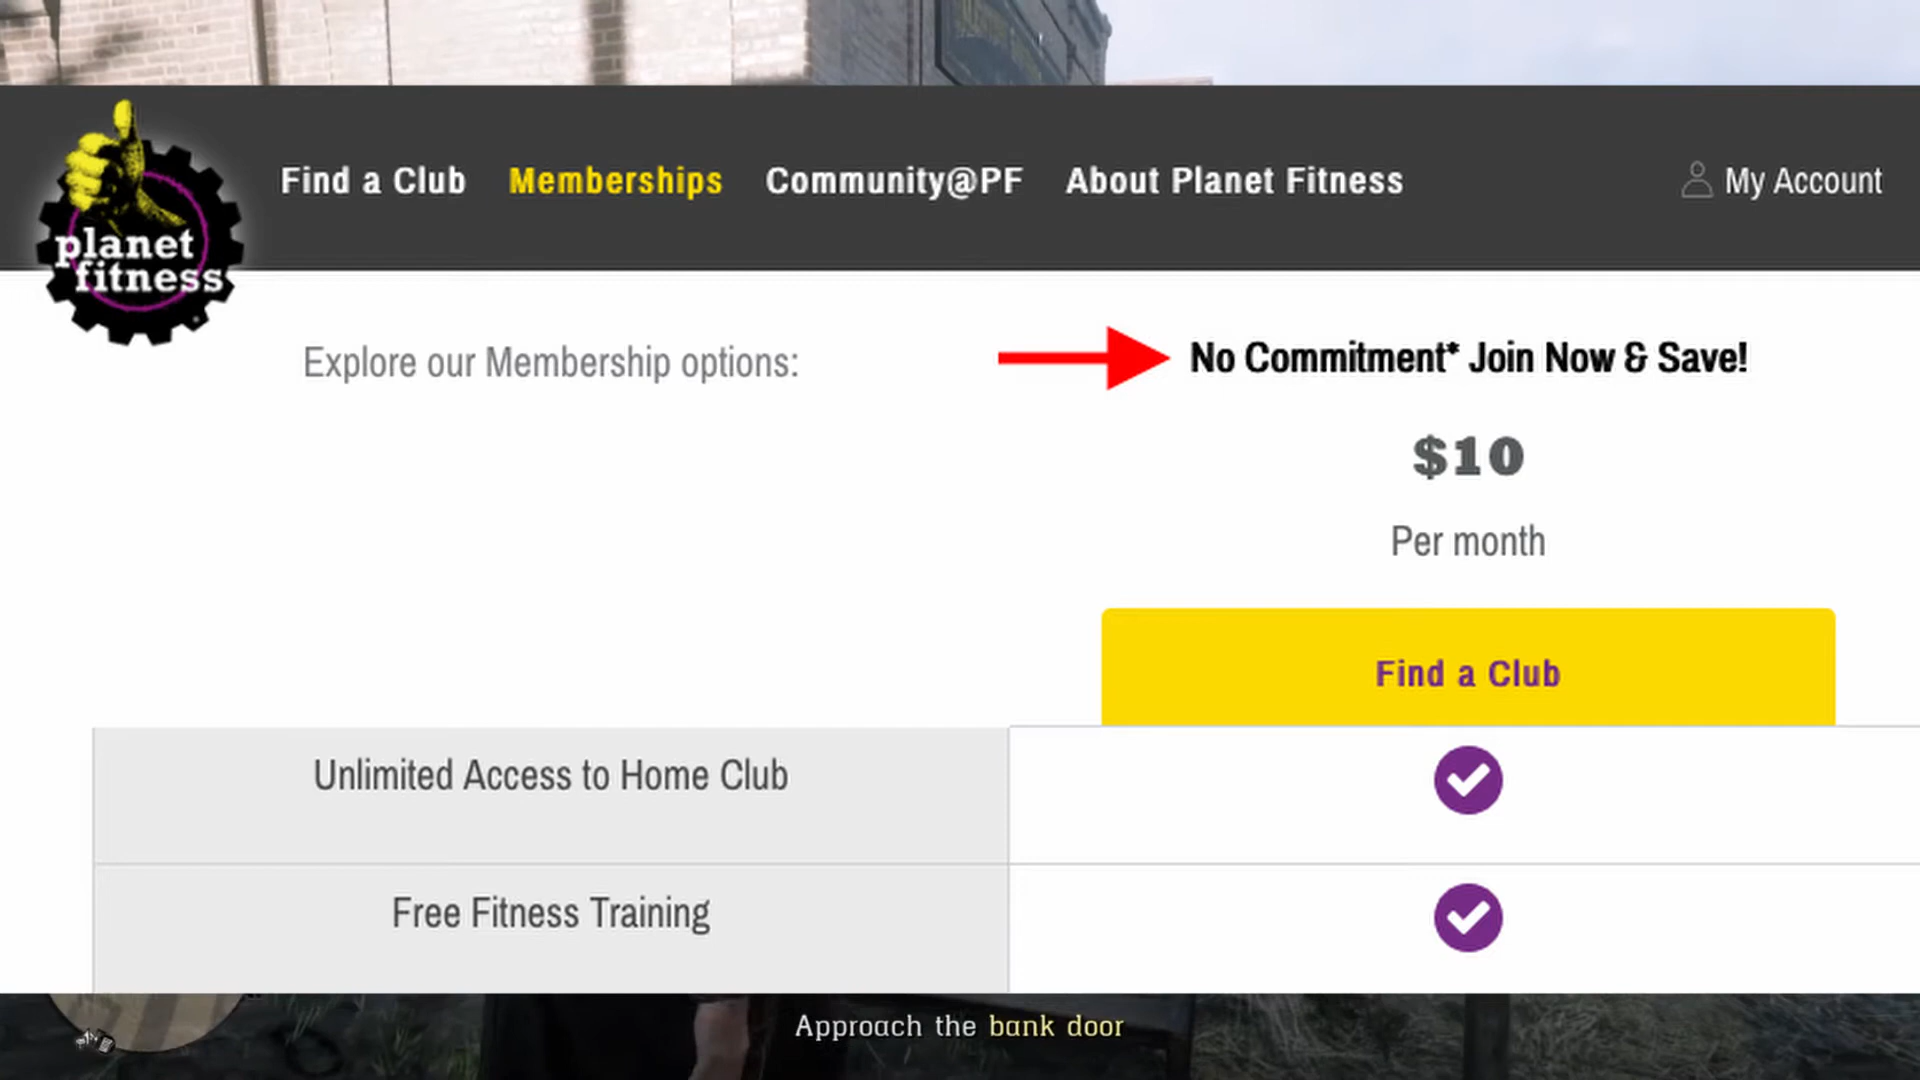 planet
fitness
Find a Club
Memberships
Community@PF
About Planet Fitness
My Account
Explore our Membership options:
No Commitment* Join Now & Save!
$10
Per month
Find a Club
Unlimited Access to Home Club
Free Fitness Training
Approach the bank door